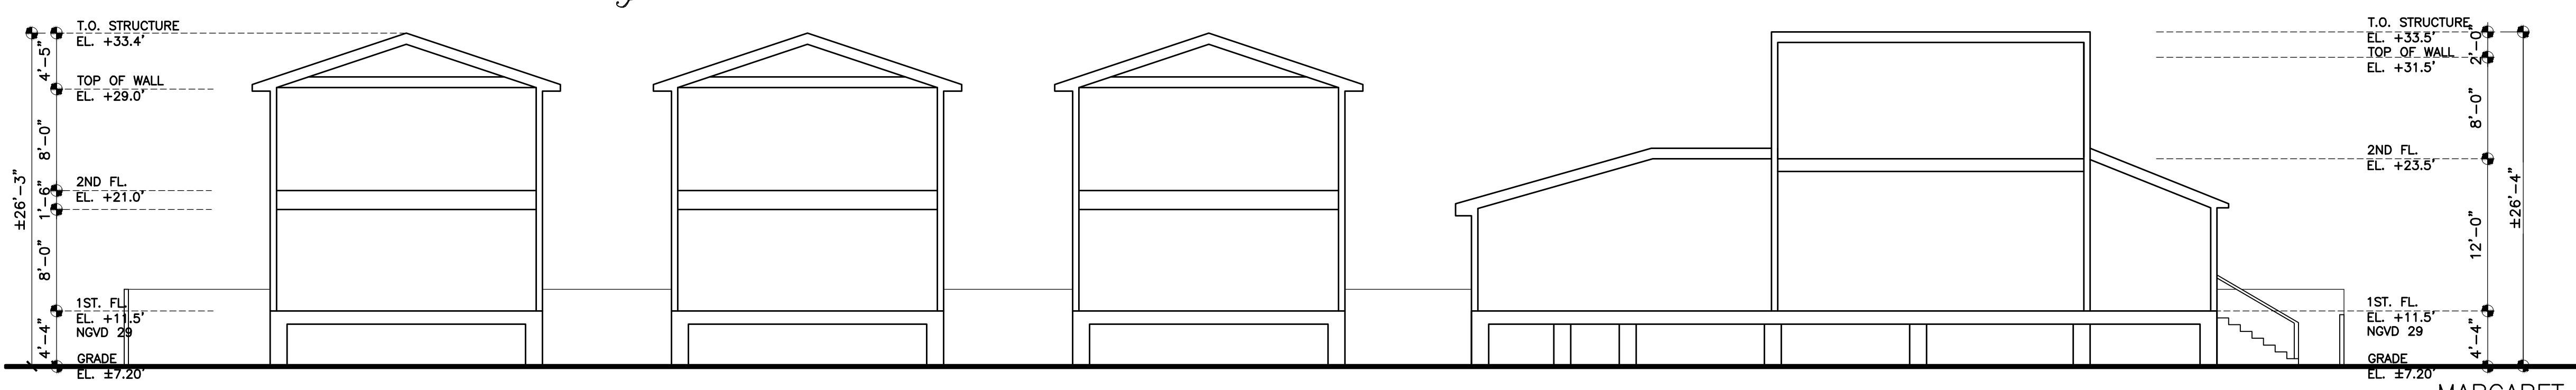 T.O. STRUCTURE
EL. +33.4'
4'-5"
TOP OF WALL
EL. +29.0'
8'-0"
2ND FL.
EL. +21.0'
1'-6"
±26'-3"
8'-0"
1ST. FL.
EL. +11.5'
NGVD 29
4'-4"
GRADE
EL. ±7.20'
T.O. STRUCTURE
EL. +33.5'
2'-0"
TOP OF WALL
EL. +31.5'
8'-0"
2ND FL.
EL. +23.5'
±26'-4"
12'-0"
1ST. FL.
EL. +11.5'
NGVD 29
4'-4"
GRADE
EL. ±7.20'
MARGARET